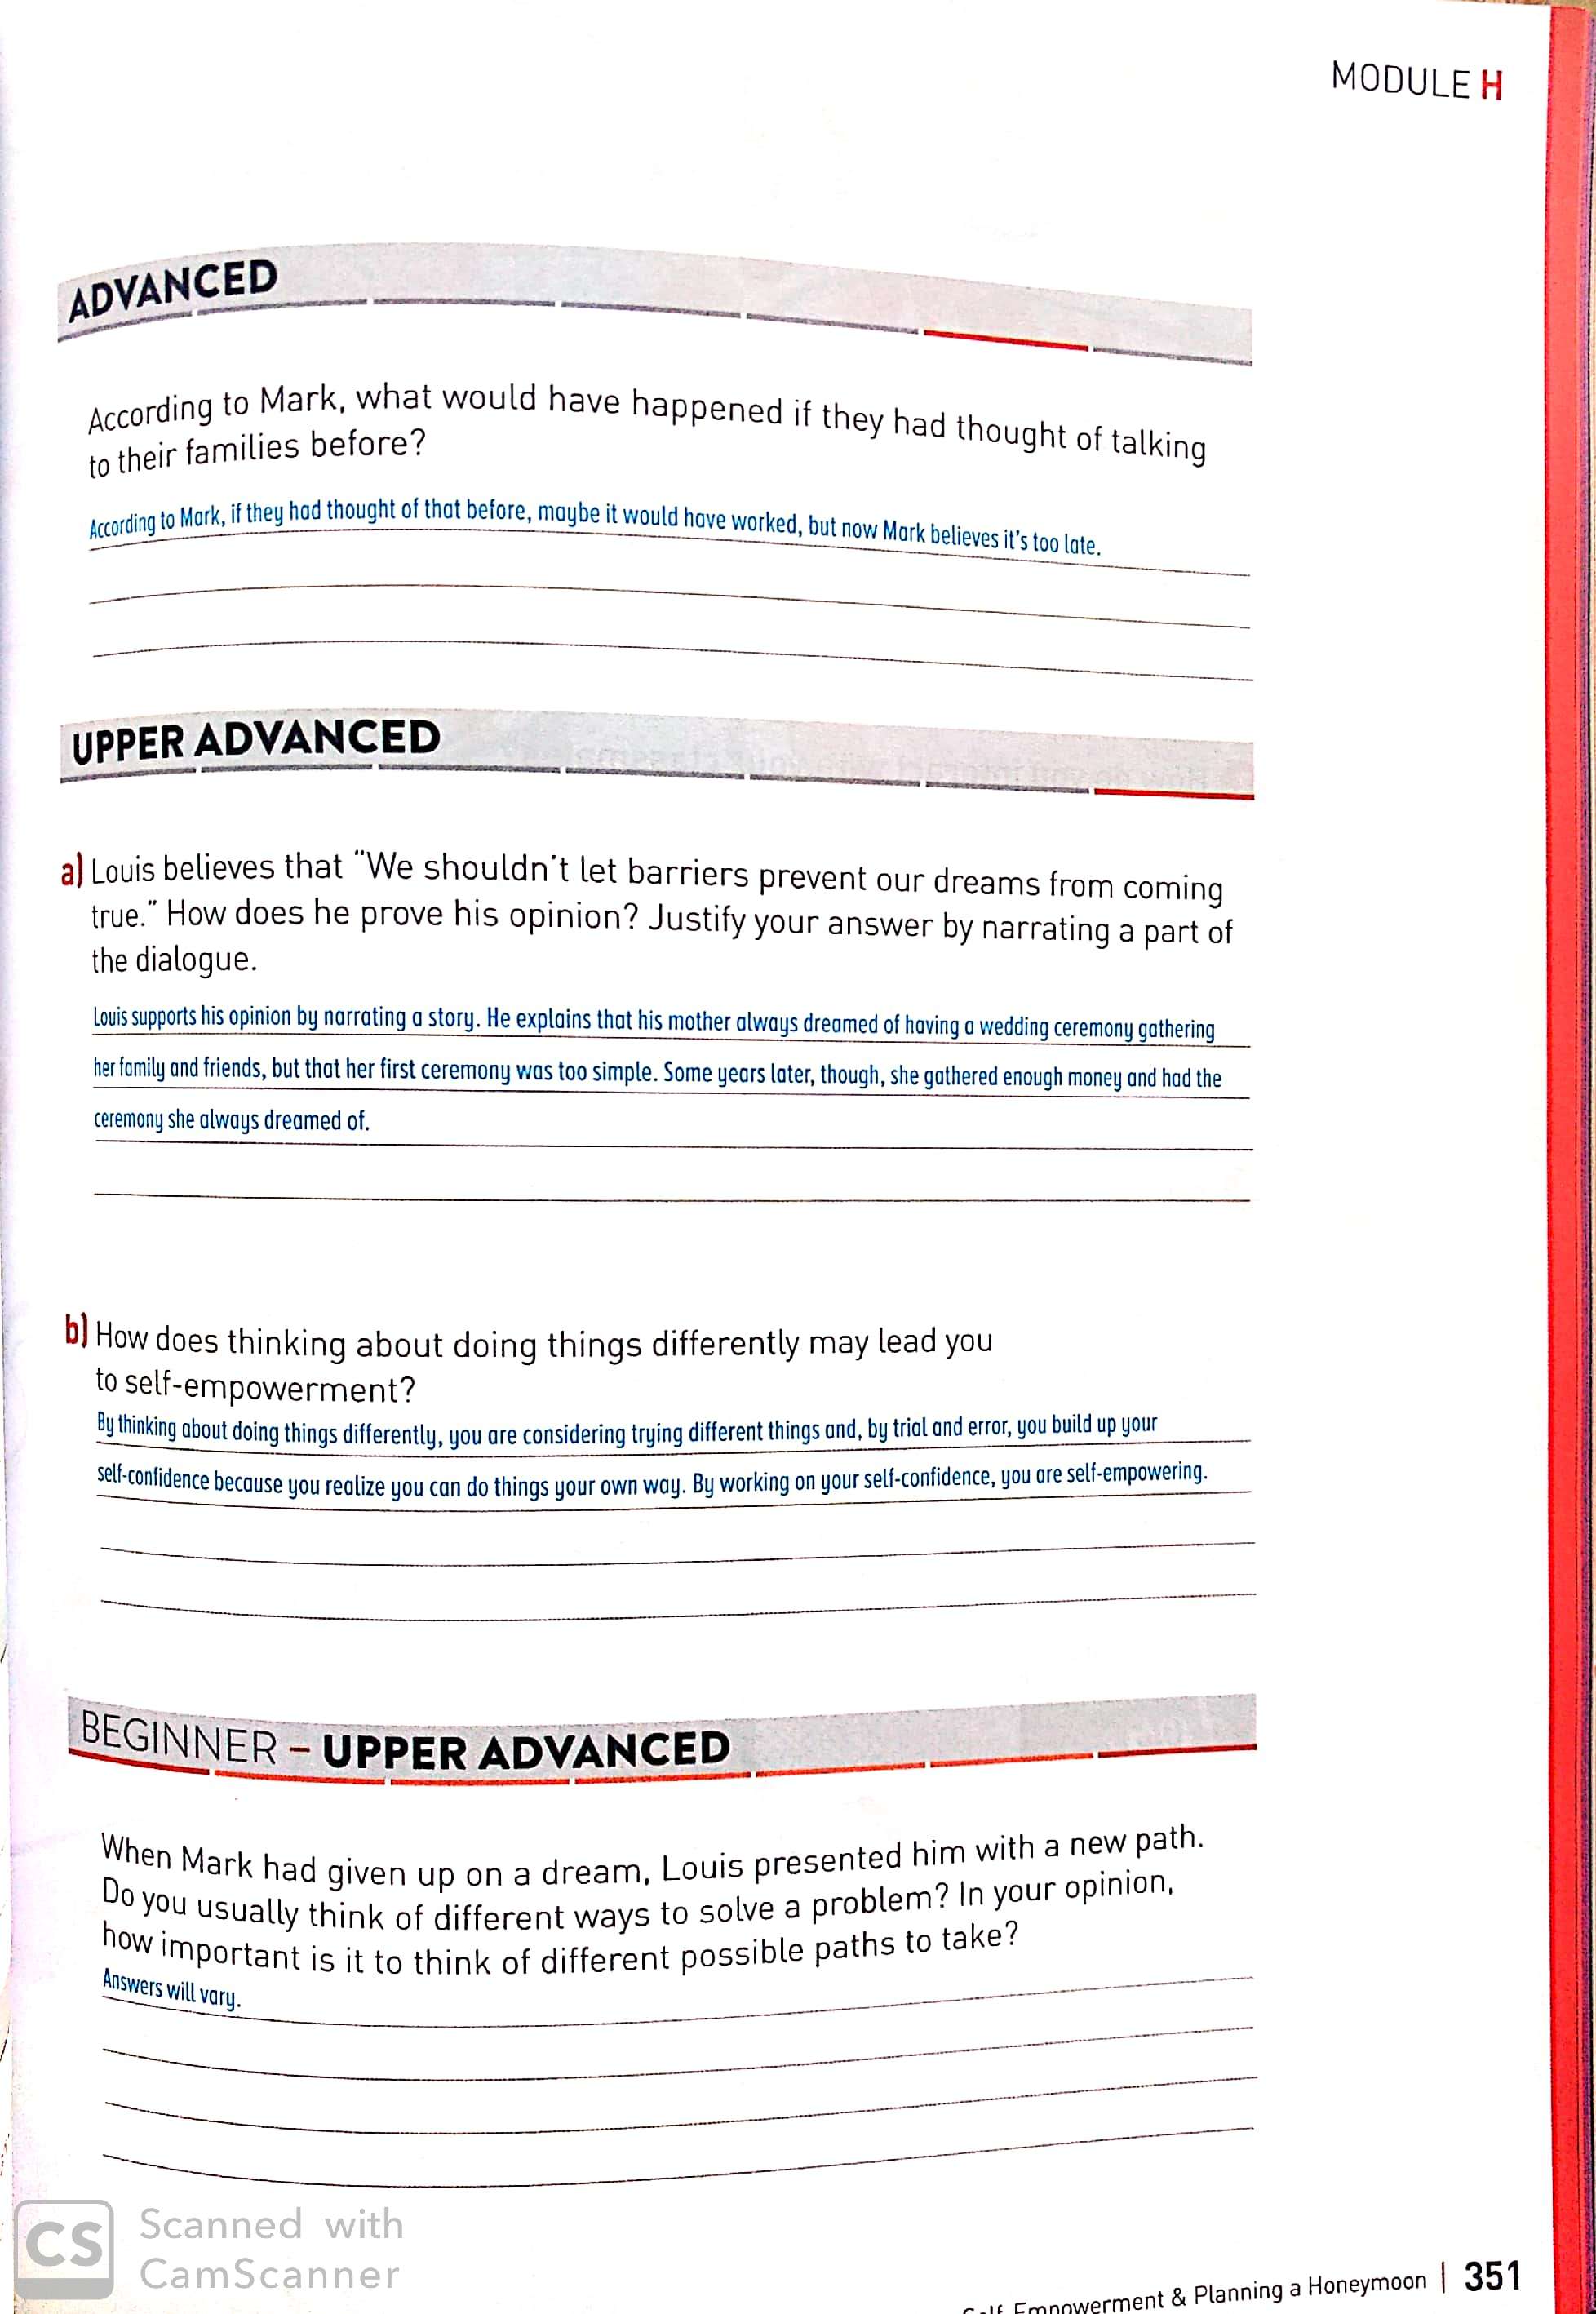 MODULE H
ADVANCED
According to Mark, what would have happened if they had thought of talking
to their families before?
According to Mark, if they had thought of that before, maybe it would have worked, but now Mark believes it's too late.
UPPER ADVANCED
a) Louis believes that “We shouldn't let barriers prevent our dreams from coming
true.” How does he prove his opinion? Justify your answer by narrating a part of
the dialogue.
Louis supports his opinion by narrating a story. He explains that his mother always dreamed of having a wedding ceremony gathering
her family and friends, but that her first ceremony was too simple. Some years later, though, she gathered enough money and had the
ceremony she always dreamed of.
b) How does thinking about doing things differently may lead you
to self-empowerment?
By thinking about doing things differently, you are considering trying different things and, by trial and error, you build up your
self-confidence because you realize you can do things your own way. By working on your self-confidence, you are self-empowering.
BEGINNER – UPPER ADVANCED
When Mark had given up on a dream, Louis presented him with a new path.
Do you usually think of different ways to solve a problem? In your opinion,
how important is it to think of different possible paths to take?
Answers will vary.
CS Scanned with
CamScanner
Empowerment & Planning a Honeymoon | 351